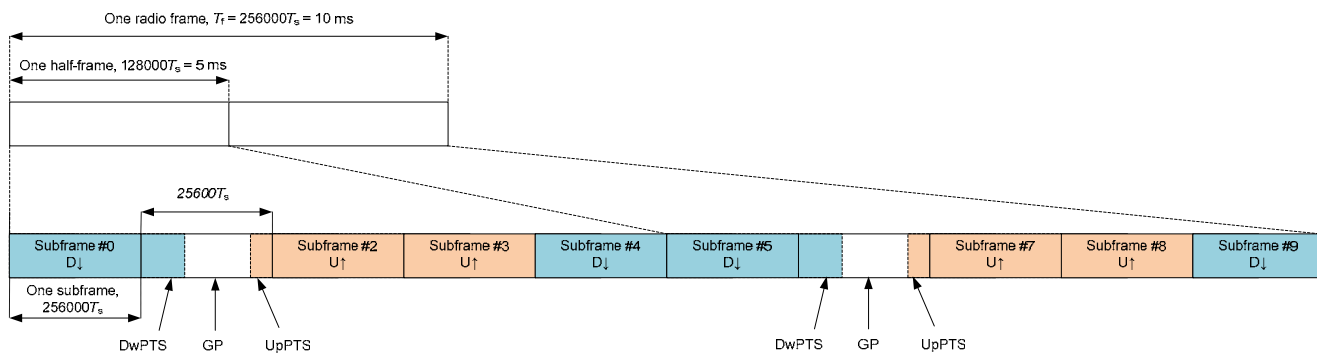 One radio frame, Tf = 256000Ts = 10 ms
One half-frame, 128000Ts = 5 ms
25600Ts
Subframe #0
D↓
Subframe #2
U↑
Subframe #3
U↑
Subframe #4
D↓
Subframe #5
D↓
Subframe #7
U↑
Subframe #8
U↑
Subframe #9
D↓
One subframe,
256000Ts
DwPTS
GP
UpPTS
DwPTS
GP
UpPTS